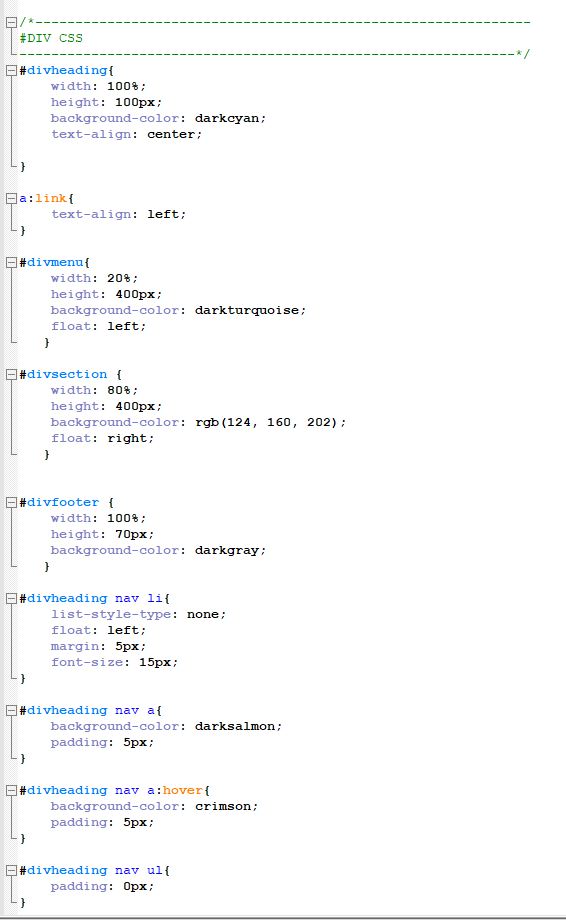 /*--------------------------------------------------------------
#DIV CSS
--------------------------------------------------------------*/
#divheading{
    width: 100%;
    height: 100px;
    background-color: darkcyan;
    text-align: center;

}

a:link{
    text-align: left;
}

#divmenu{
    width: 20%;
    height: 400px;
    background-color: darkturquoise;
    float: left;
   }

#divsection {
    width: 80%;
    height: 400px;
    background-color: rgb(124, 160, 202);
    float: right;
   }


#divfooter {
    width: 100%;
    height: 70px;
    background-color: darkgray;
   }

#divheading nav li{
    list-style-type: none;
    float: left;
    margin: 5px;
    font-size: 15px;
}

#divheading nav a{
    background-color: darksalmon;
    padding: 5px;
}

#divheading nav a:hover{
    background-color: crimson;
    padding: 5px;
}

#divheading nav ul{
    padding: 0px;
}